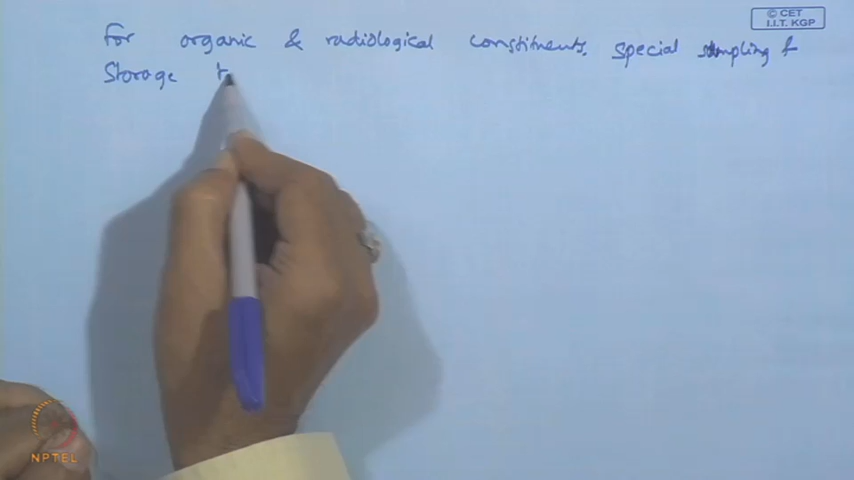 © CET
I.I.T. KGP
For organic & radiological constituents, special sampling &
Storage
NPTEL